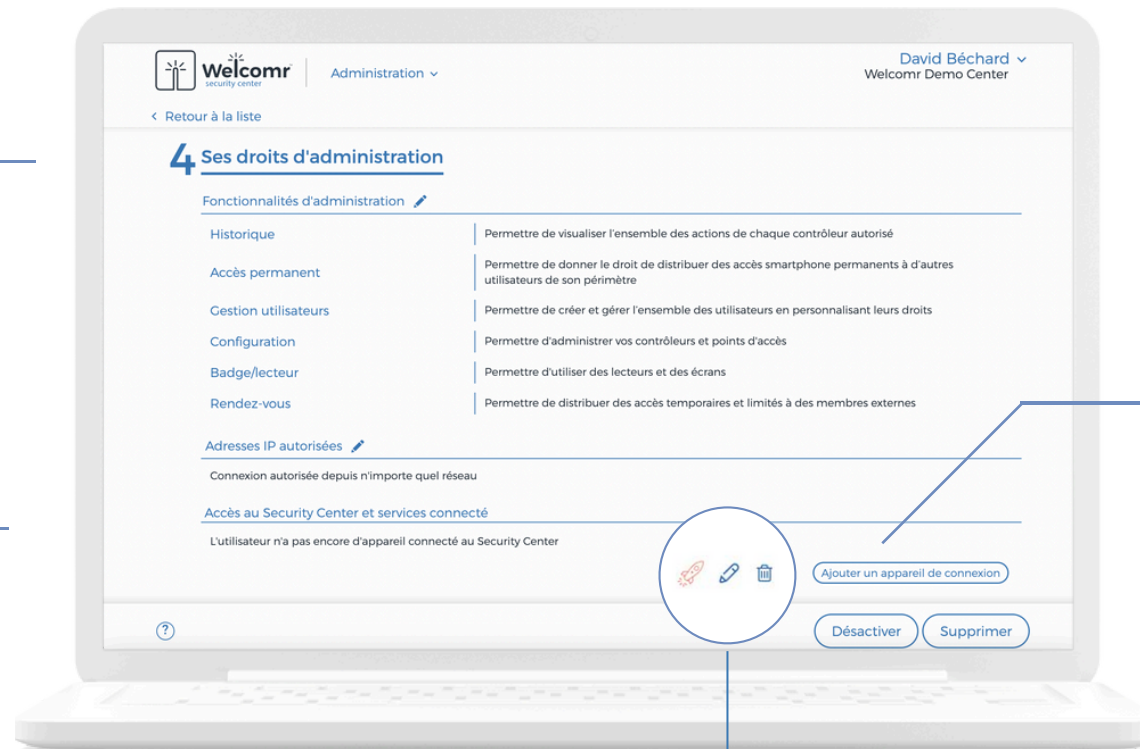 Welcomr
security center
Administration
David Béchard
Welcomr Demo Center
Retour à la liste
4 Ses droits d'administration
Fonctionnalités d'administration
Historique
Permettre de visualiser l'ensemble des actions de chaque contrôleur autorisé
Accès permanent
Permettre de donner le droit de distribuer des accès smartphone permanents à d'autres
utilisateurs de son périmètre
Gestion utilisateurs
Permettre de créer et gérer l'ensemble des utilisateurs en personnalisant leurs droits
Configuration
Permettre d'administrer vos contrôleurs et points d'accès
Badge/lecteur
Permettre d'utiliser des lecteurs et des écrans
Rendez-vous
Permettre de distribuer des accès temporaires et limités à des membres externes
Adresses IP autorisées
Connexion autorisée depuis n'importe quel réseau
Accès au Security Center et services connecté
L'utilisateur n'a pas encore d'appareil connecté au Security Center
Ajouter un appareil de connexion
?
Désactiver
Supprimer